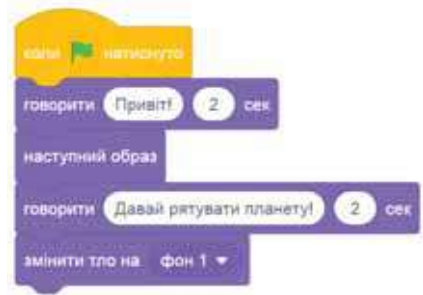 коли натиснуто
говорити Привіт! 2 сек
наступний образ
говорити Давай рятувати планету! 2 сек
змінити тло на фон 1